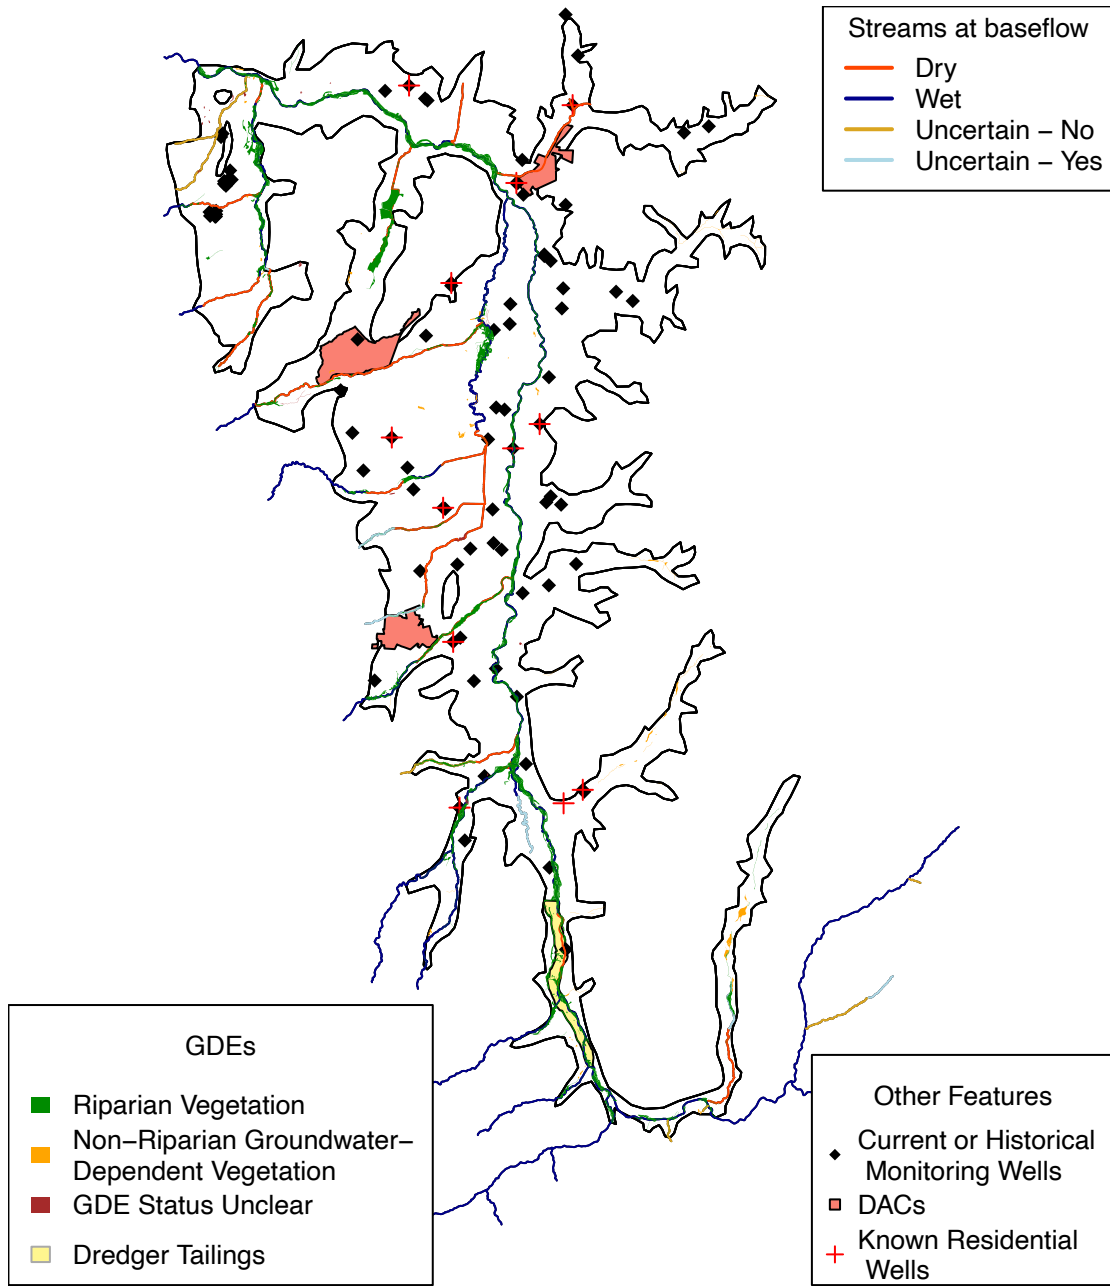 Streams at baseflow
Dry
Wet
Uncertain − No
Uncertain − Yes
GDEs
Riparian Vegetation
Non−Riparian Groundwater−
Dependent Vegetation
GDE Status Unclear
Dredger Tailings
Other Features
Current or Historical
Monitoring Wells
DACs
Known Residential
Wells